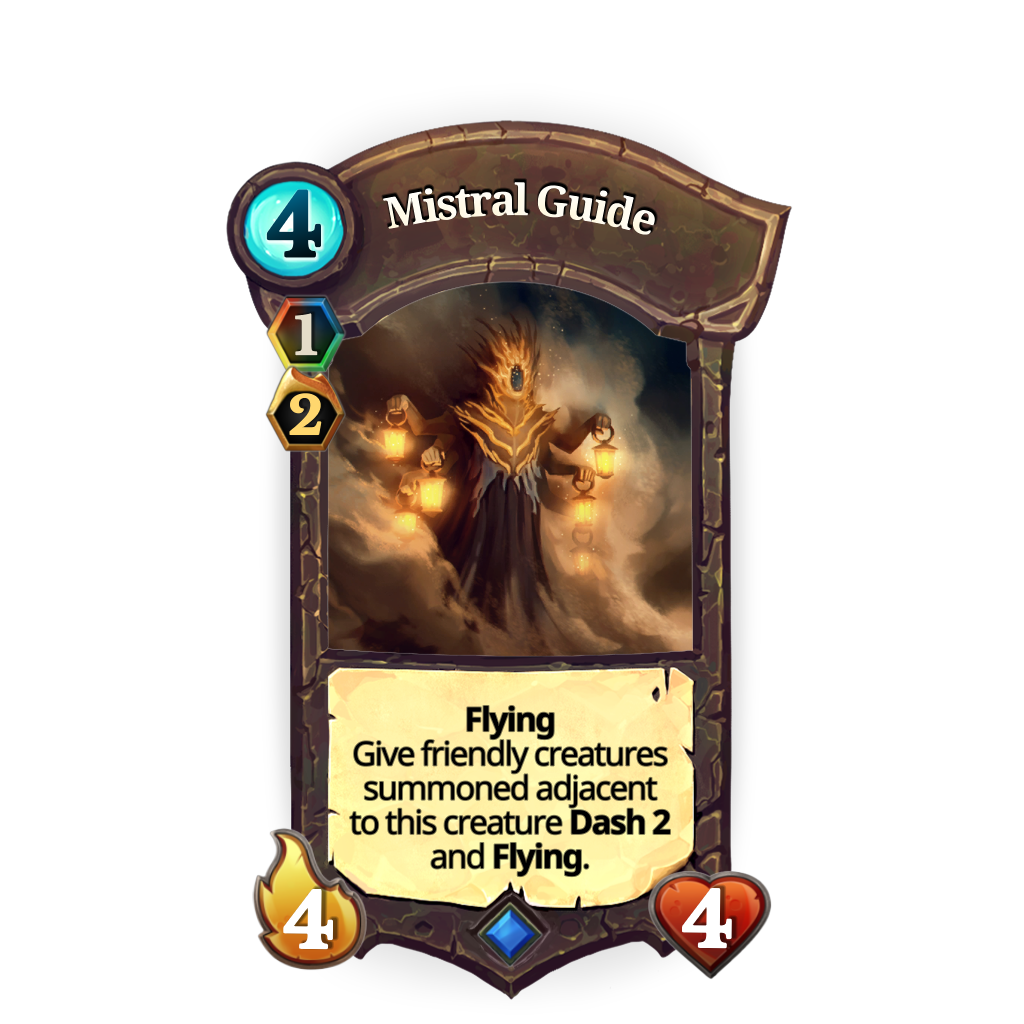 Mistral Guide
4
1
2
Flying
Give friendly creatures
summoned adjacent
to this creature Dash 2
and Flying.
4
4